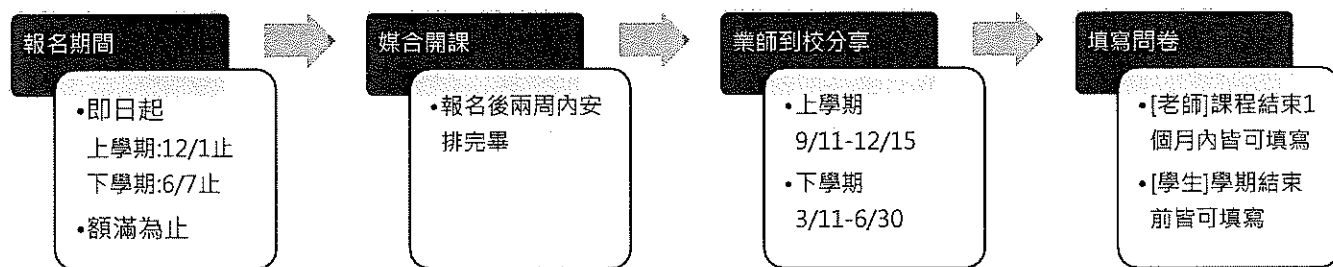 報名期間
•即日起
上學期:12/1止
下學期:6/7止
•額滿為止
媒合開課
•報名後兩周內安
排完畢
業師到校分享
•上學期
9/11-12/15
•下學期
3/11-6/30
填寫問卷
•[老師]課程結束1
個月內皆可填寫
•[學生]學期結束
前皆可填寫